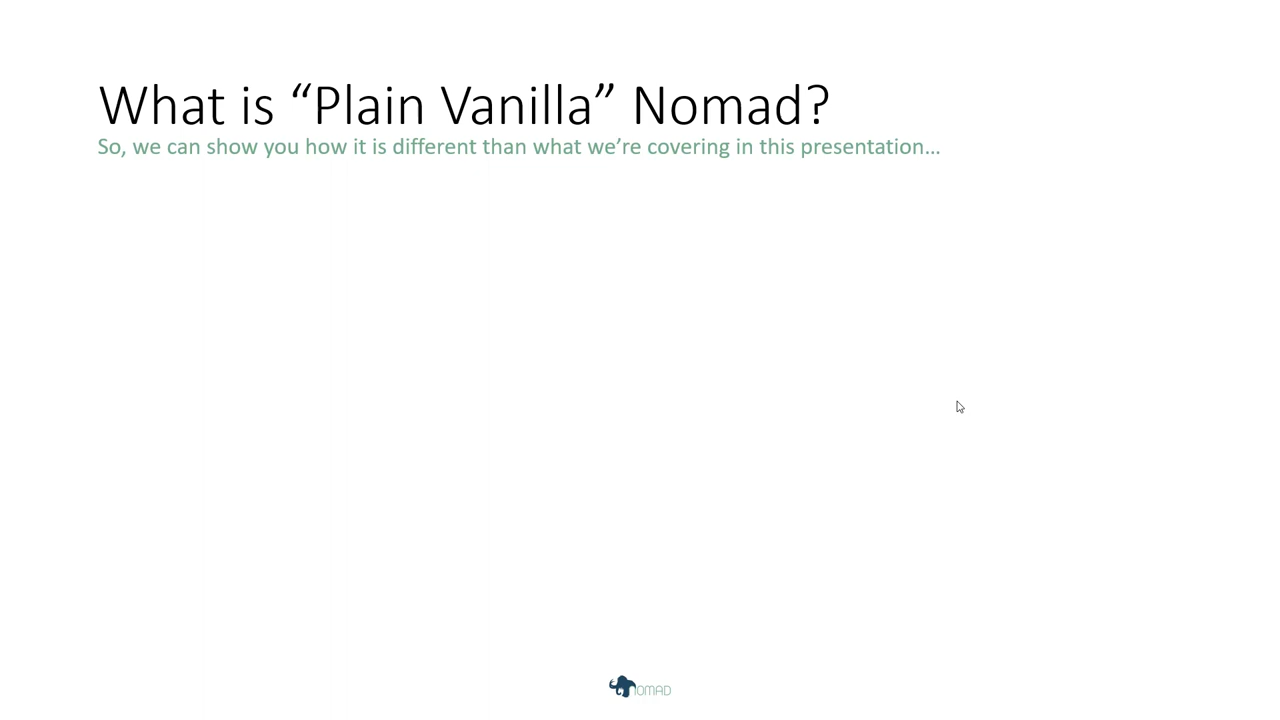 What is “Plain Vanilla” Nomad?
So, we can show you how it is different than what we’re covering in this presentation…
NOMAD